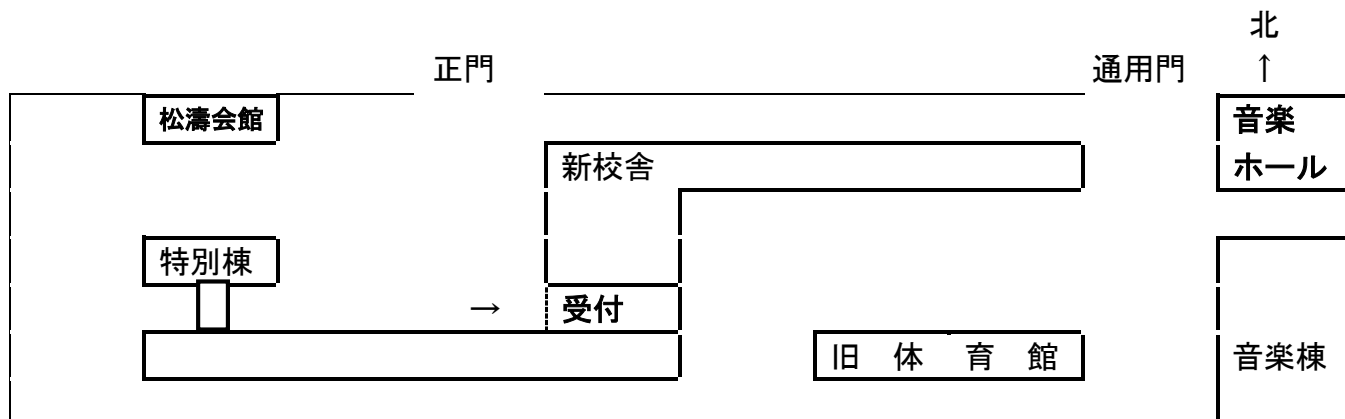 北
正門 通用門 ↑
松濤会館 音楽
新校舎 ホール
特別棟
→ 受付
旧 体 育 館 音楽棟